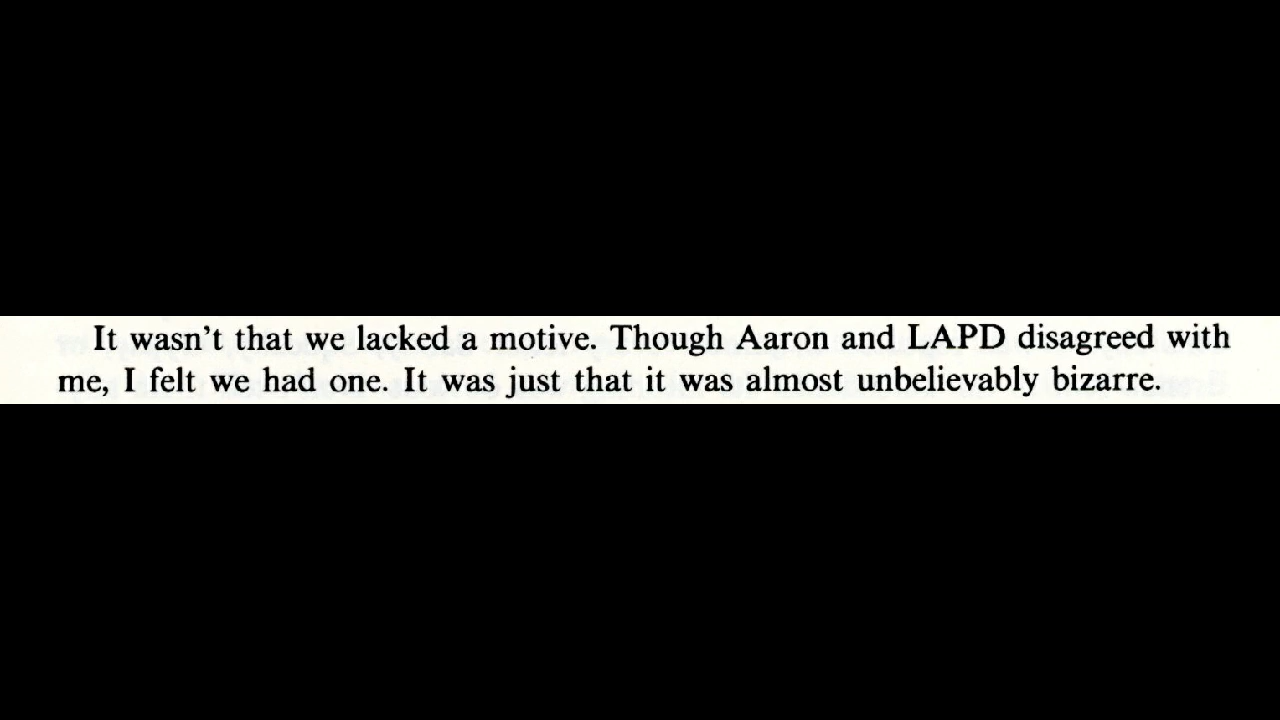 It wasn't that we lacked a motive. Though Aaron and LAPD disagreed with
me, I felt we had one. It was just that it was almost unbelievably bizarre.